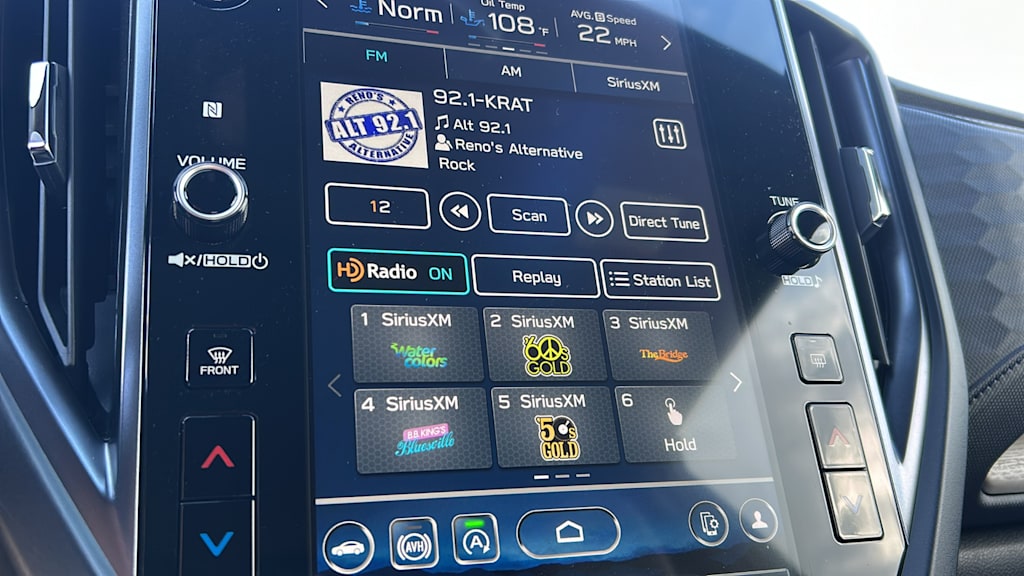 Norm
Oil Temp
108 °F
AVG. B Speed
22 MPH
FM
AM
SiriusXM
RENO'S
ALT 92.1
ALTERNATIVE
92.1-KRAT
Alt 92.1
Reno's Alternative
Rock
VOLUME
HOLD
TUNE
HOLD
12
Scan
Direct Tune
HD Radio ON
Replay
Station List
1 SiriusXM
Water colors
2 SiriusXM
60s GOLD
3 SiriusXM
The Bridge
4 SiriusXM
B.B. KING'S
Bluesville
5 SiriusXM
'50s GOLD
6
Hold
FRONT
AVH
A